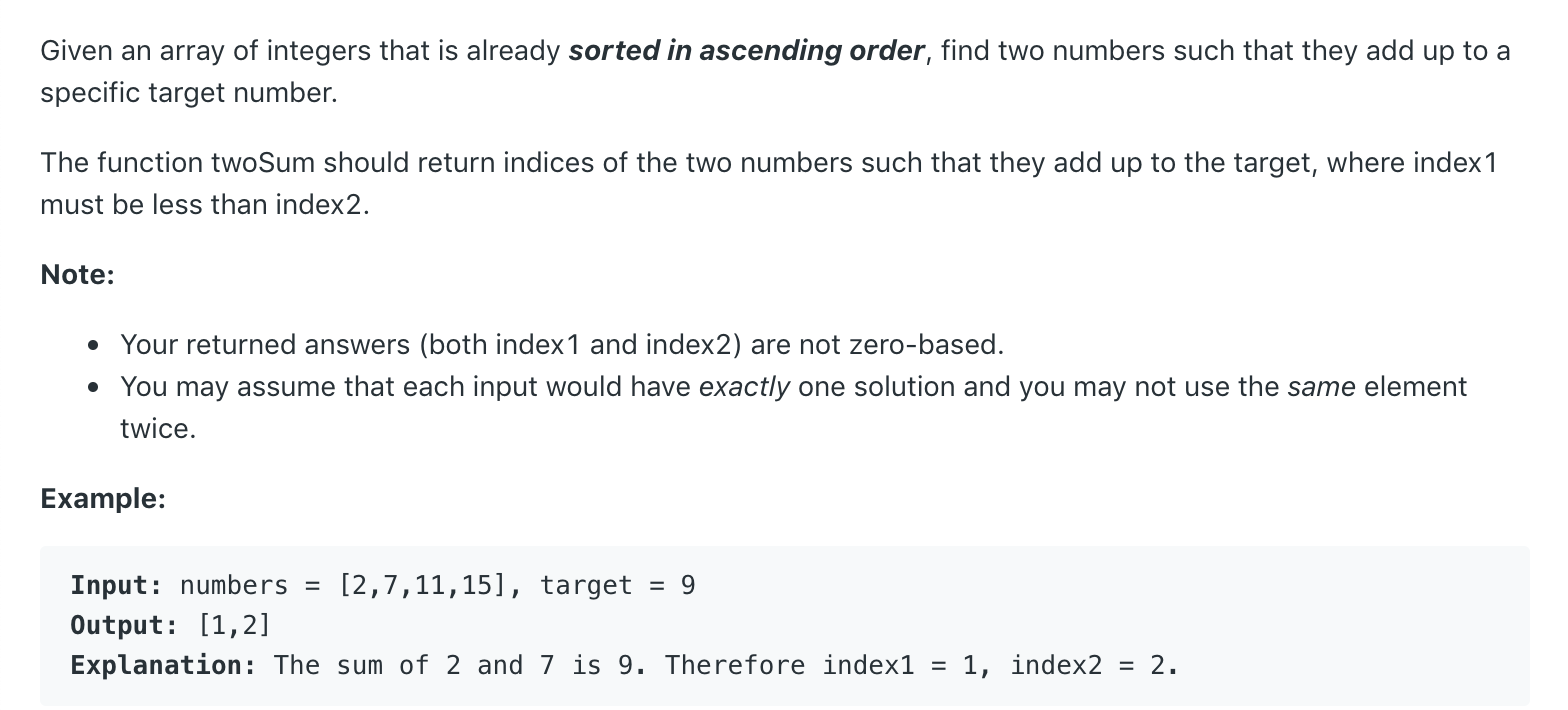 Given an array of integers that is already sorted in ascending order, find two numbers such that they add up to a
specific target number.
The function twoSum should return indices of the two numbers such that they add up to the target, where index1
must be less than index2.
Note:
• Your returned answers (both index1 and index2) are not zero-based.
• You may assume that each input would have exactly one solution and you may not use the same element
twice.
Example:
Input: numbers = [2,7,11,15], target = 9
Output: [1,2]
Explanation: The sum of 2 and 7 is 9. Therefore index1 = 1, index2 = 2.